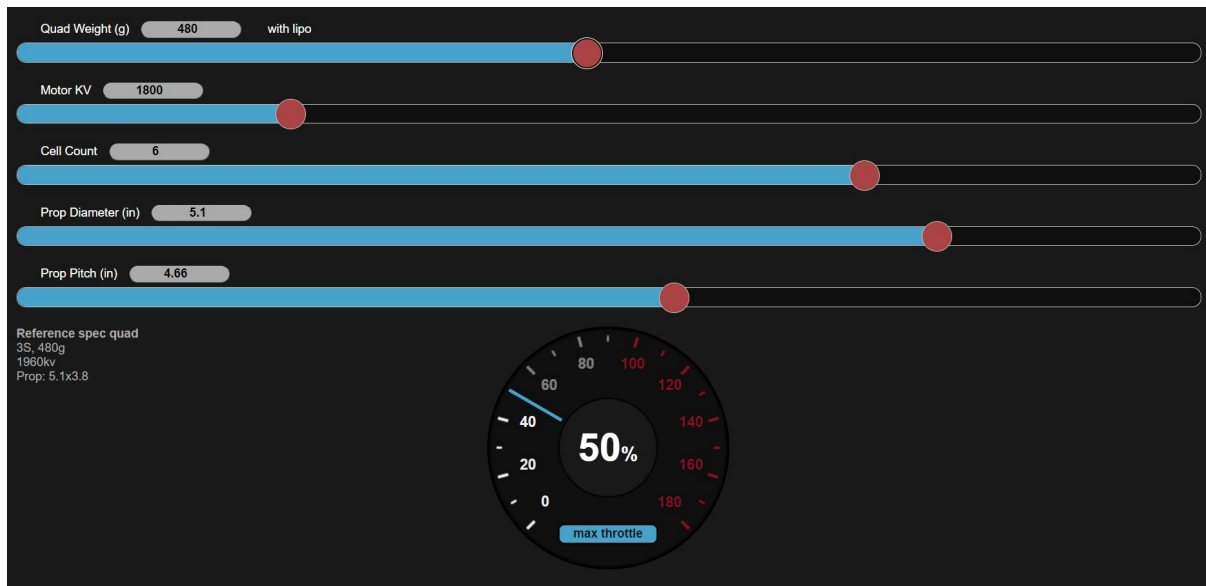 Quad Weight (g) 480 with lipo
Motor KV 1800
Cell Count 6
Prop Diameter (in) 5.1
Prop Pitch (in) 4.66
Reference spec quad
3S, 480g
1960kv
Prop: 5.1x3.8
80 100
60 120
40 140
50%
20 160
0 180
max throttle